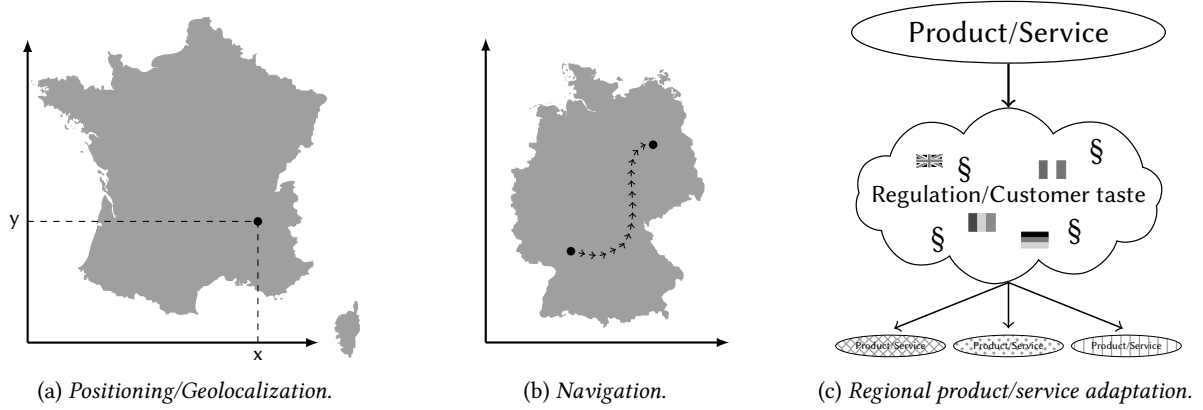 Product/Service
§
§
Regulation/Customer taste
§
§
y
x
Product/Service
Product/Service
Product/Service
(a) Positioning/Geolocalization.
(b) Navigation.
(c) Regional product/service adaptation.